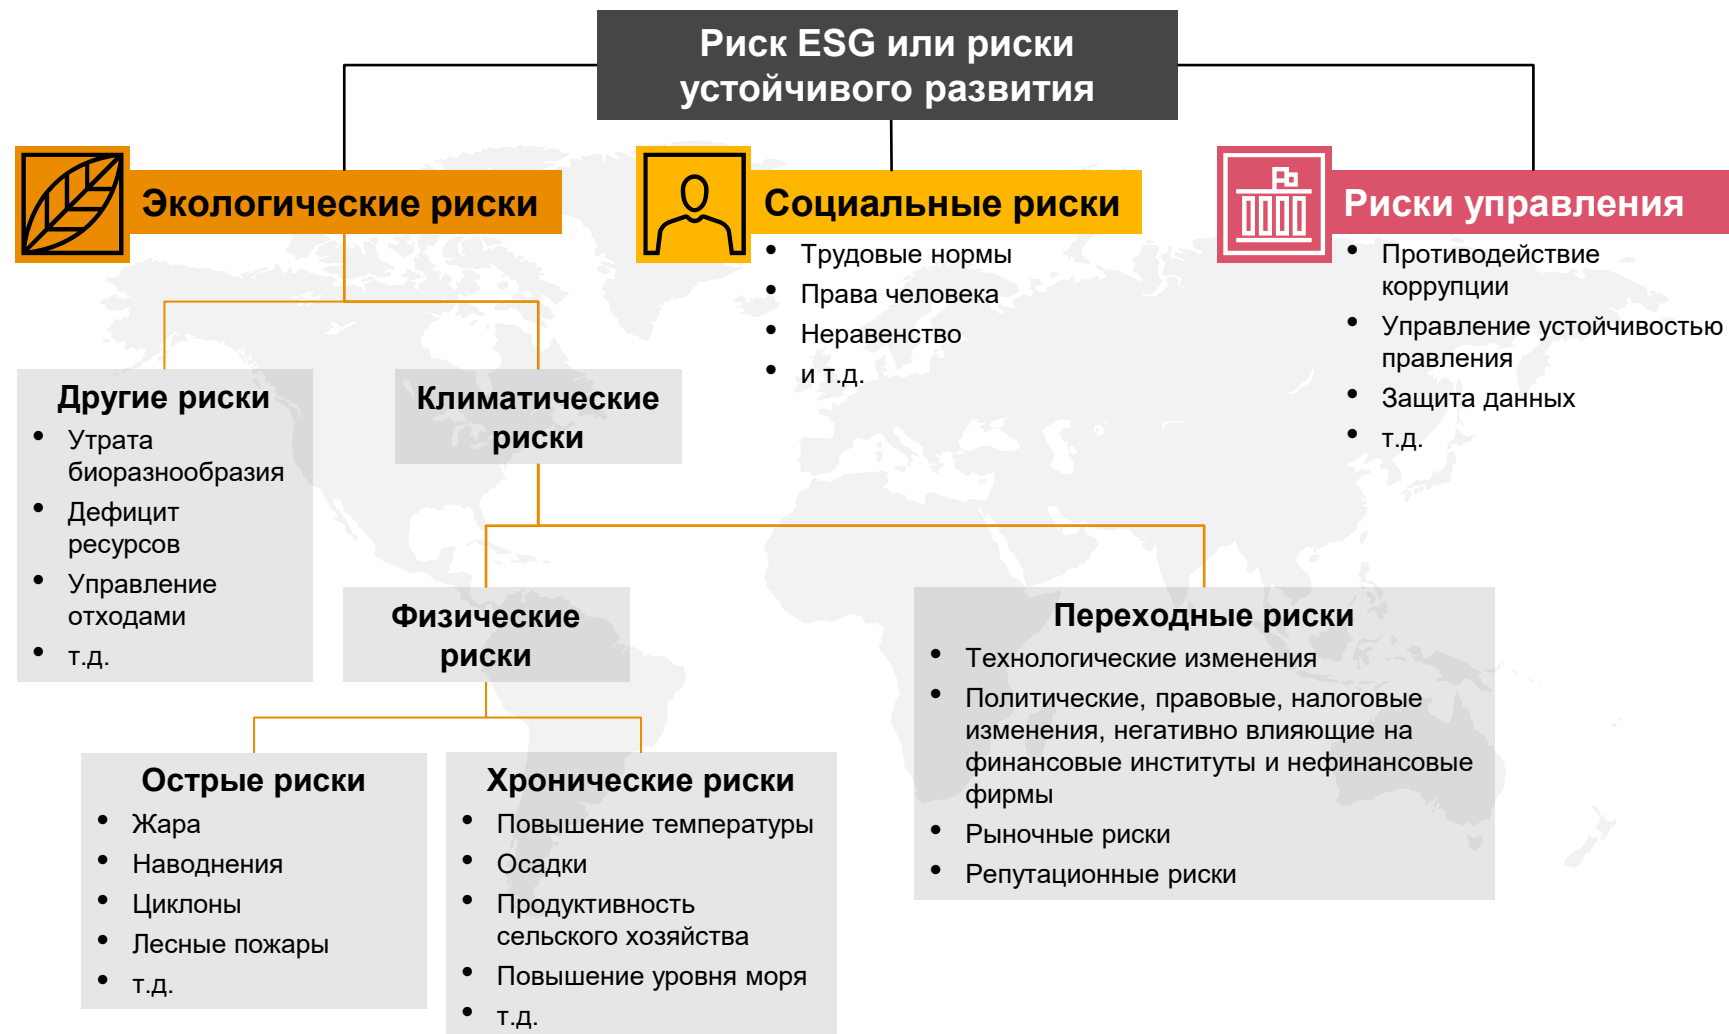 Риск ESG или риски
устойчивого развития
Экологические риски
Социальные риски
• Трудовые нормы
• Права человека
• Неравенство
• и т.д.
Риски управления
• Противодействие
коррупции
• Управление устойчивостью
правления
• Защита данных
• т.д.
Другие риски
• Утрата
биоразнообразия
• Дефицит
ресурсов
• Управление
отходами
• т.д.
Климатические
риски
Физические
риски
Переходные риски
• Технологические изменения
• Политические, правовые, налоговые
изменения, негативно влияющие на
финансовые институты и нефинансовые
фирмы
• Рыночные риски
• Репутационные риски
Острые риски
• Жара
• Наводнения
• Циклоны
• Лесные пожары
• т.д.
Хронические риски
• Повышение температуры
• Осадки
• Продуктивность
сельского хозяйства
• Повышение уровня моря
• т.д.